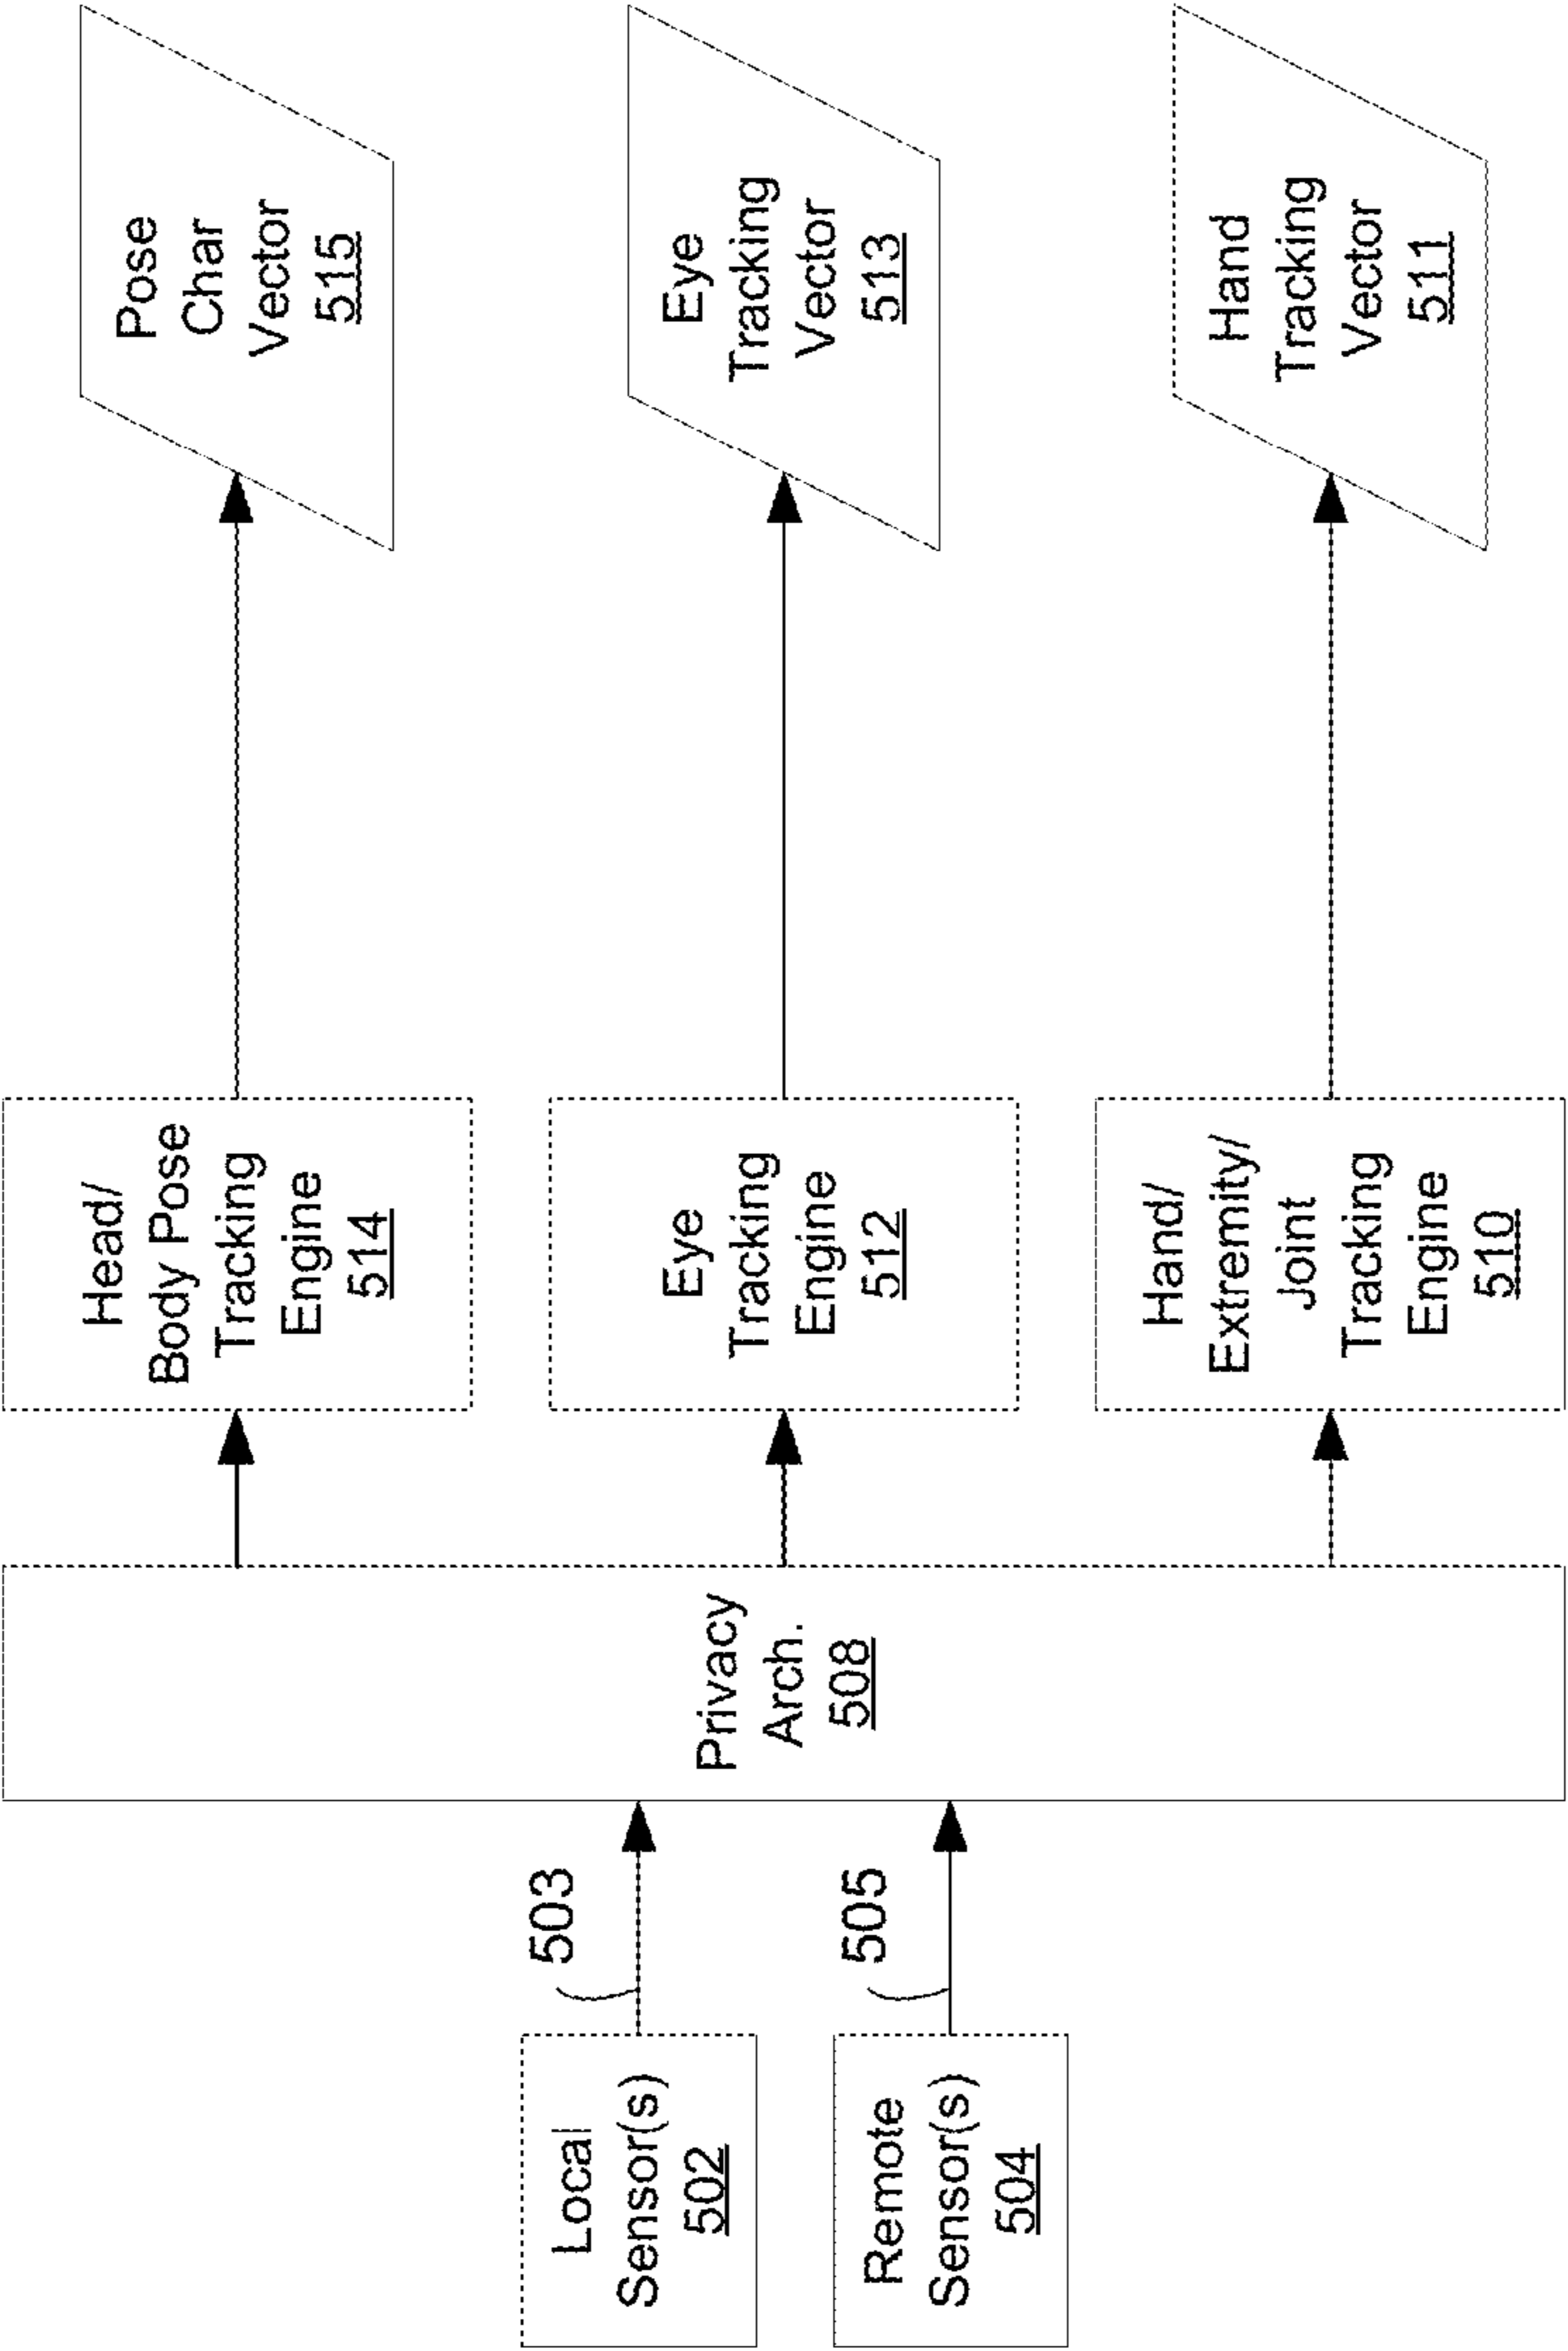 Local
Sensor(s)
502
503
Remote
Sensor(s)
504
505
Privacy
Arch.
508
Head/
Body Pose
Tracking
Engine
514
Eye
Tracking
Engine
512
Hand/
Extremity/
Joint
Tracking
Engine
510
Pose
Char
Vector
515
Eye
Tracking
Vector
513
Hand
Tracking
Vector
511